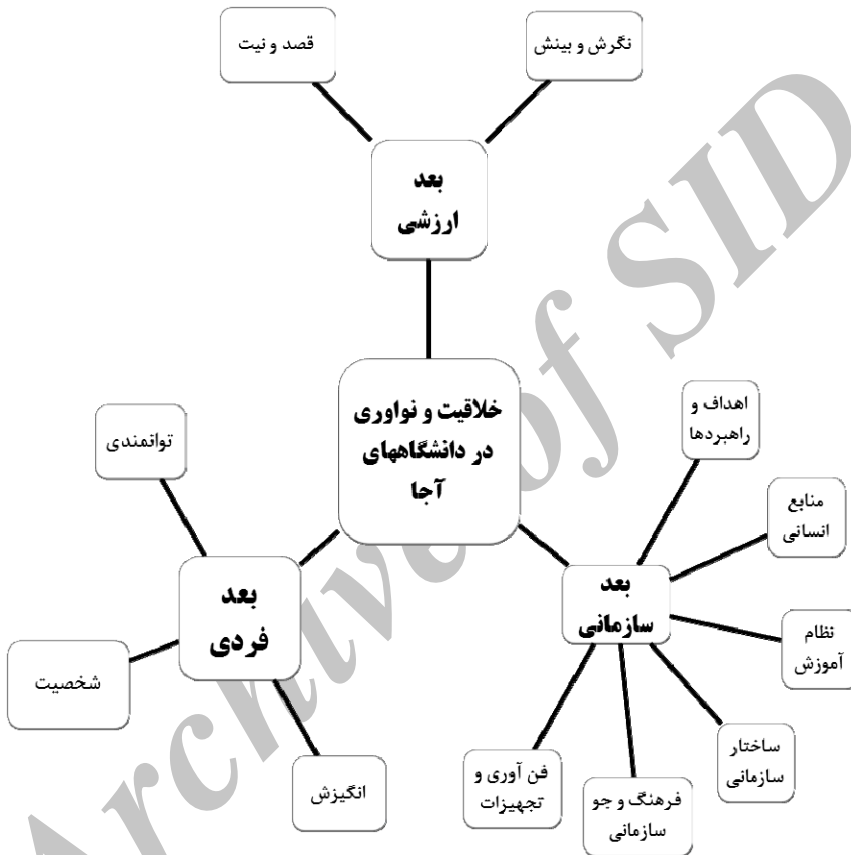 قصد و نیت
نگرش و بینش
بعد
ارزشی
خلاقیت و نواوری
در دانشگاههای
آجا
اهداف و
راهبردها
توانمندی
منابع
انسانی
بعد
سازمانی
بعد
فردی
نظام
آموزش
شخصیت
ساختار
سازمانی
فن آوری و
تجهیزات
فرهنگ و جو
سازمانی
انگیزش
Archive of SID